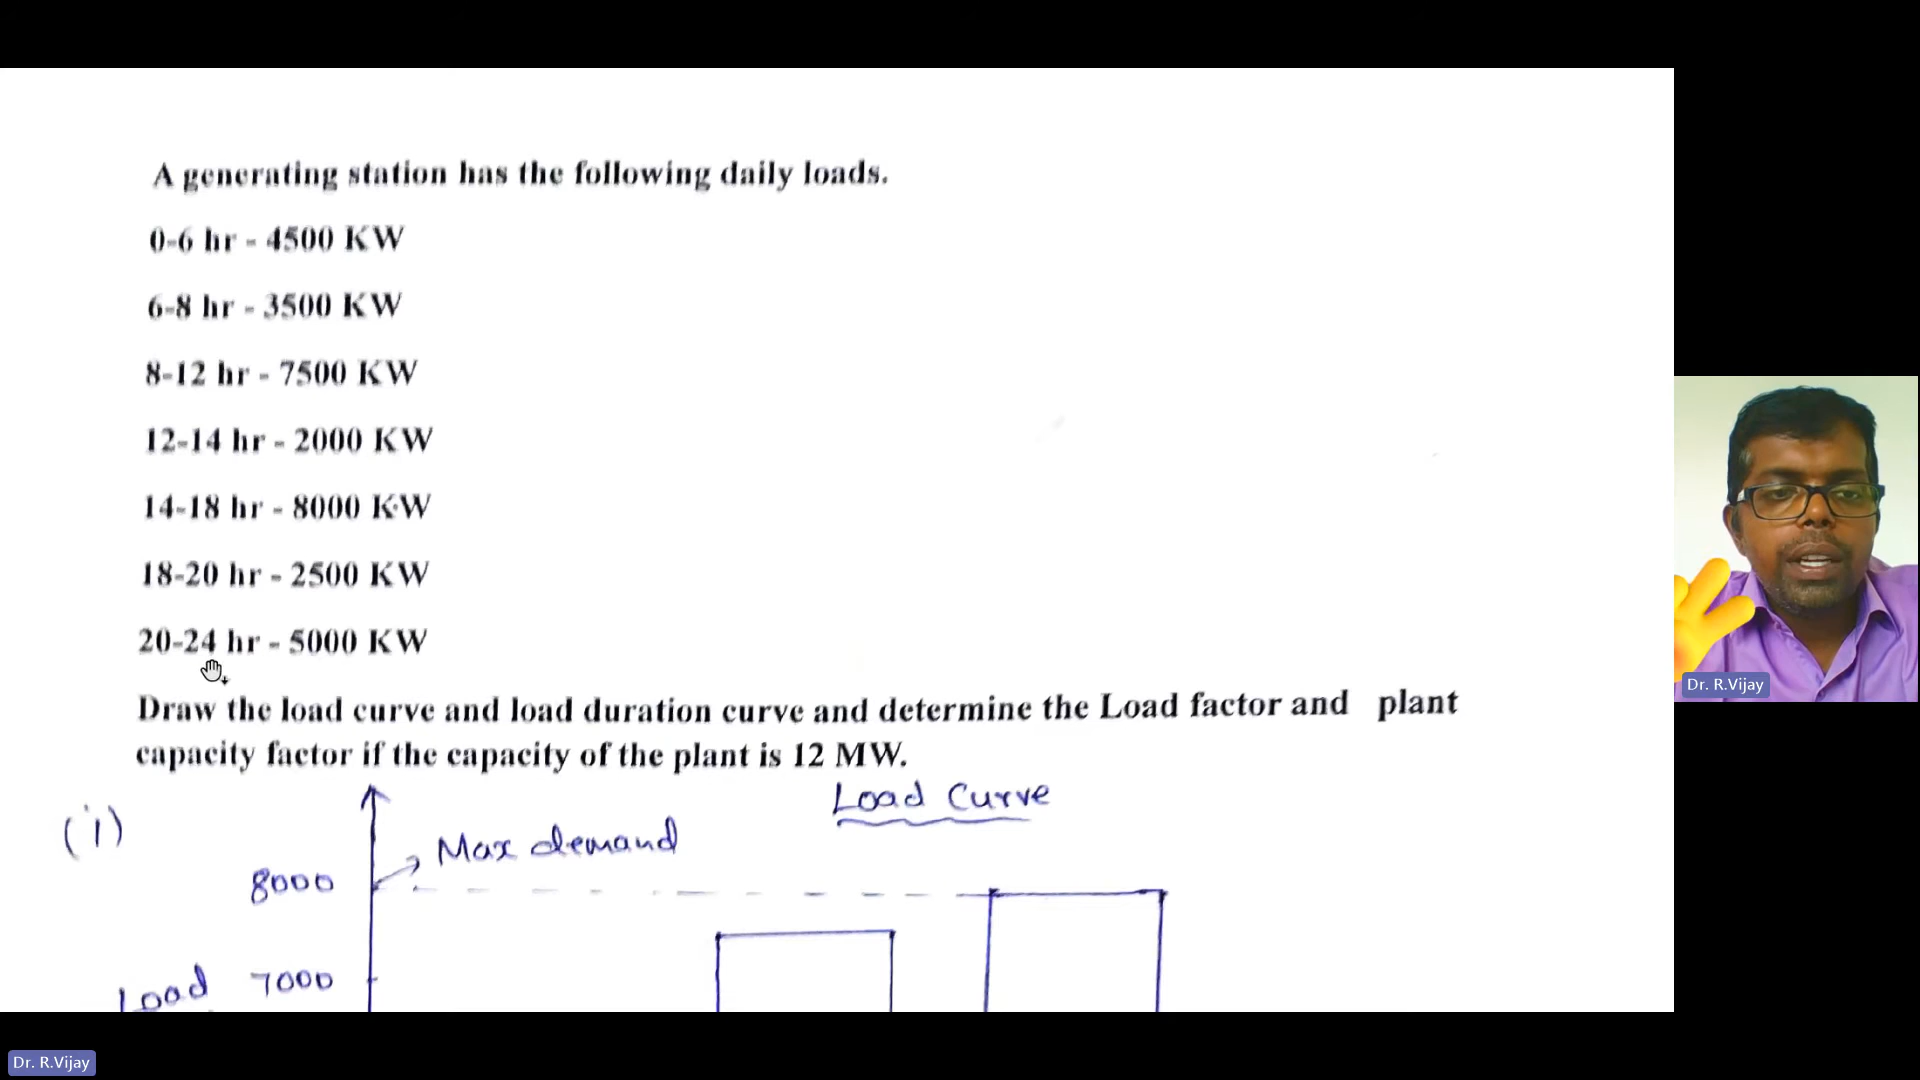 A generating station has the following daily loads.
0-6 hr - 4500 KW
6-8 hr - 3500 KW
8-12 hr - 7500 KW
12-14 hr - 2000 KW
14-18 hr - 8000 KW
18-20 hr - 2500 KW
20-24 hr - 5000 KW
Draw the load curve and load duration curve and determine the Load factor and plant
capacity factor if the capacity of the plant is 12 MW.
Load Curve
(i)
Max demand
8000
Load 7000
Dr. R.Vijay
Dr. R.Vijay